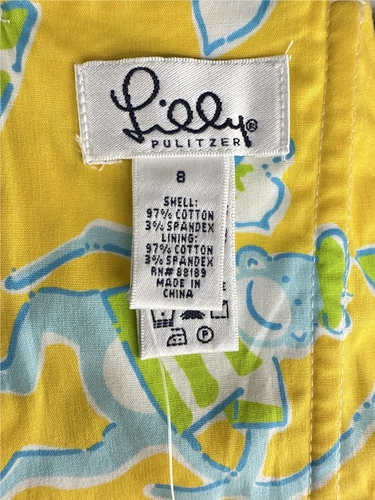 Lilly®
PULITZER
8
SHELL:
97% COTTON
3% SPANDEX
LINING:
97% COTTON
3% SPANDEX
RN# 88189
MADE IN
CHINA
P